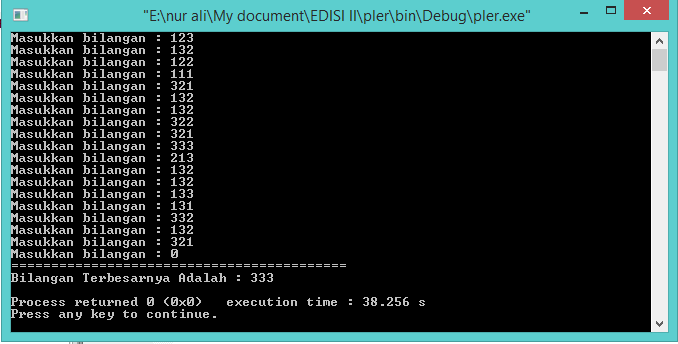 "E:\nur ali\My document\EDISI II\pler\bin\Debug\pler.exe"
Masukkan bilangan : 123
Masukkan bilangan : 132
Masukkan bilangan : 122
Masukkan bilangan : 111
Masukkan bilangan : 321
Masukkan bilangan : 132
Masukkan bilangan : 132
Masukkan bilangan : 322
Masukkan bilangan : 321
Masukkan bilangan : 333
Masukkan bilangan : 213
Masukkan bilangan : 132
Masukkan bilangan : 132
Masukkan bilangan : 133
Masukkan bilangan : 131
Masukkan bilangan : 332
Masukkan bilangan : 132
Masukkan bilangan : 321
Masukkan bilangan : 0
==========================================
Bilangan Terbesarnya Adalah : 333
Process returned 0 (0x0)   execution time : 38.256 s
Press any key to continue.